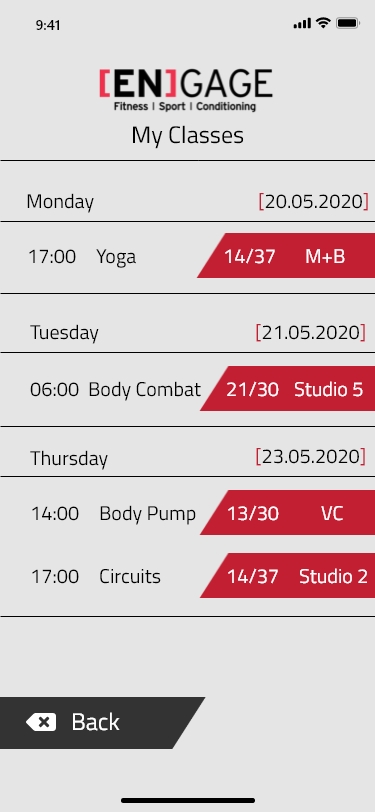 9:41
[EN]GAGE
Fitness | Sport | Conditioning
My Classes
Monday [20.05.2020]
17:00 Yoga 14/37 M+B
Tuesday [21.05.2020]
06:00 Body Combat 21/30 Studio 5
Thursday [23.05.2020]
14:00 Body Pump 13/30 VC
17:00 Circuits 14/37 Studio 2
Back